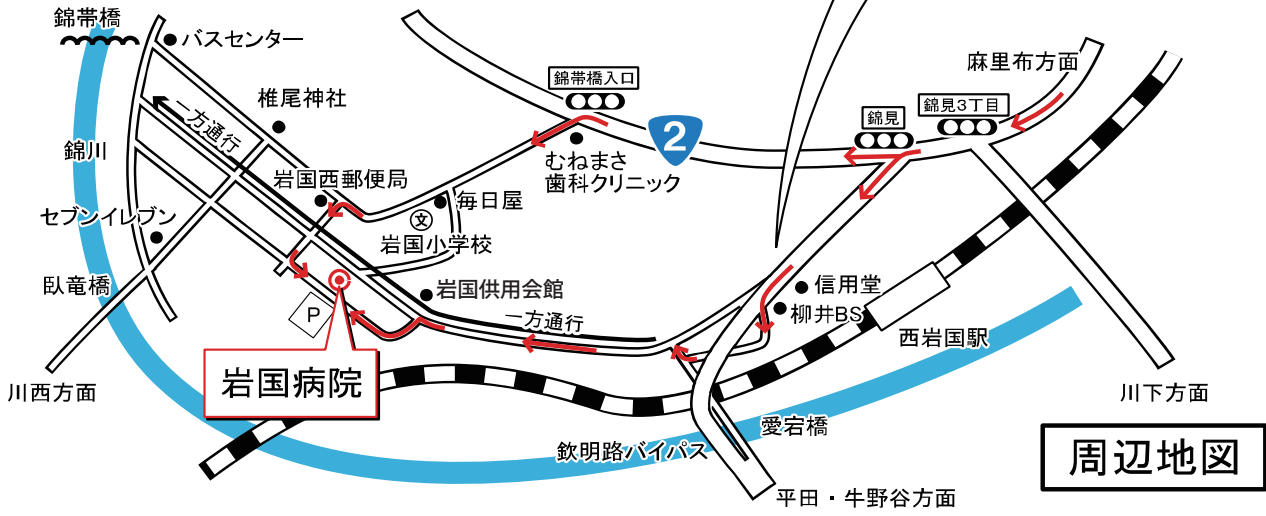 錦帯橋
バスセンター
錦帯橋入口
麻里布方面
椎尾神社
一方通行
錦見
錦見3丁目
2
むねまさ
歯科クリニック
錦川
岩国西郵便局
毎日屋
文
岩国小学校
セブンイレブン
臥竜橋
岩国供用会館
信用堂
柳井BS
P
一方通行
西岩国駅
川西方面
岩国病院
川下方面
愛宕橋
欽明路バイパス
周辺地図
平田・牛野谷方面